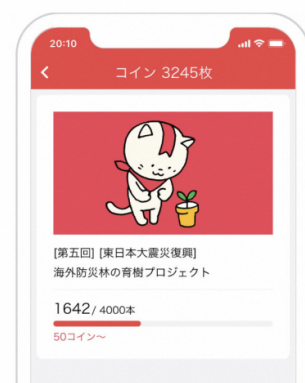 20:10
コイン 3245枚
[第五回] [東日本大震災復興]
海外防災林の育樹プロジェクト
1642/ 4000本
50コイン～